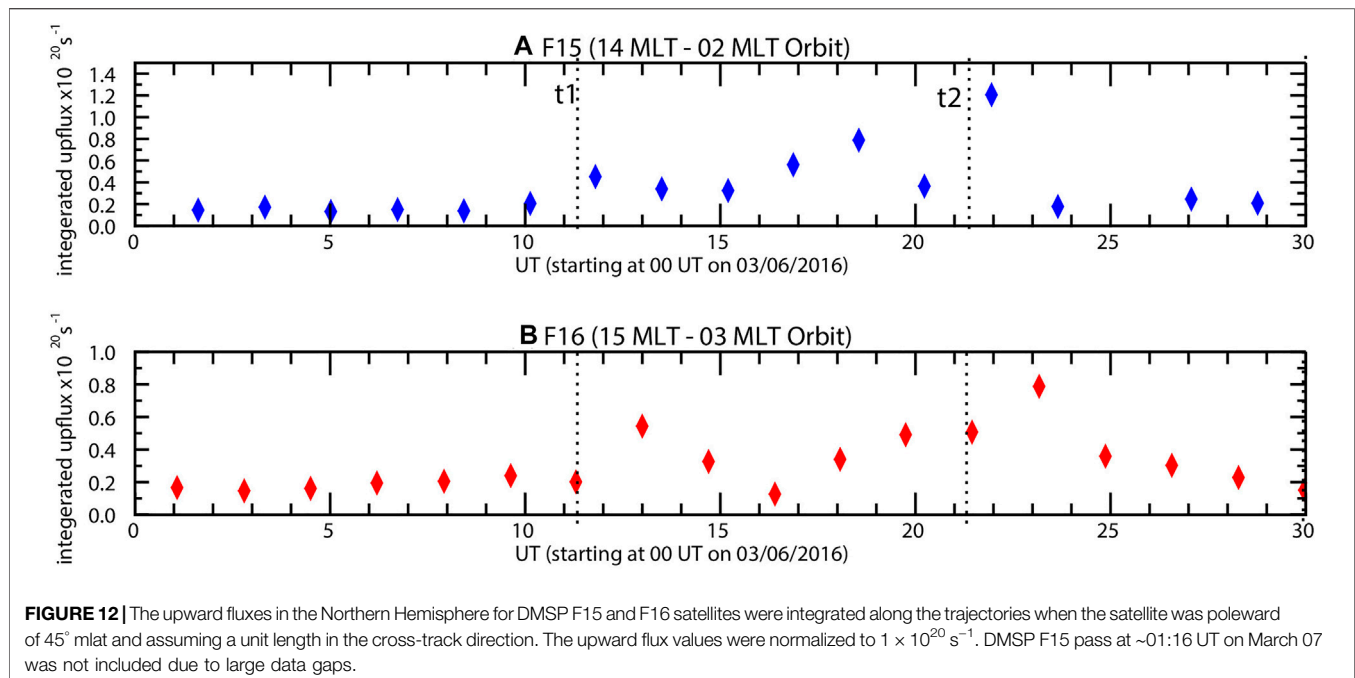 A F15 (14 MLT - 02 MLT Orbit)
integerated upflux x10 20s-1
1.4
1.2
1.0
0.8
0.6
0.4
0.2
0.0
t1
t2
0 5 10 15 20 25 30
UT (starting at 00 UT on 03/06/2016)
B F16 (15 MLT - 03 MLT Orbit)
integerated upflux x10 20s-1
1.0
0.8
0.6
0.4
0.2
0.0
0 5 10 15 20 25 30
UT (starting at 00 UT on 03/06/2016)
FIGURE 12 | The upward fluxes in the Northern Hemisphere for DMSP F15 and F16 satellites were integrated along the trajectories when the satellite was poleward
of 45° mlat and assuming a unit length in the cross-track direction. The upward flux values were normalized to 1 × 10²⁰ s⁻¹. DMSP F15 pass at ~01:16 UT on March 07
was not included due to large data gaps.